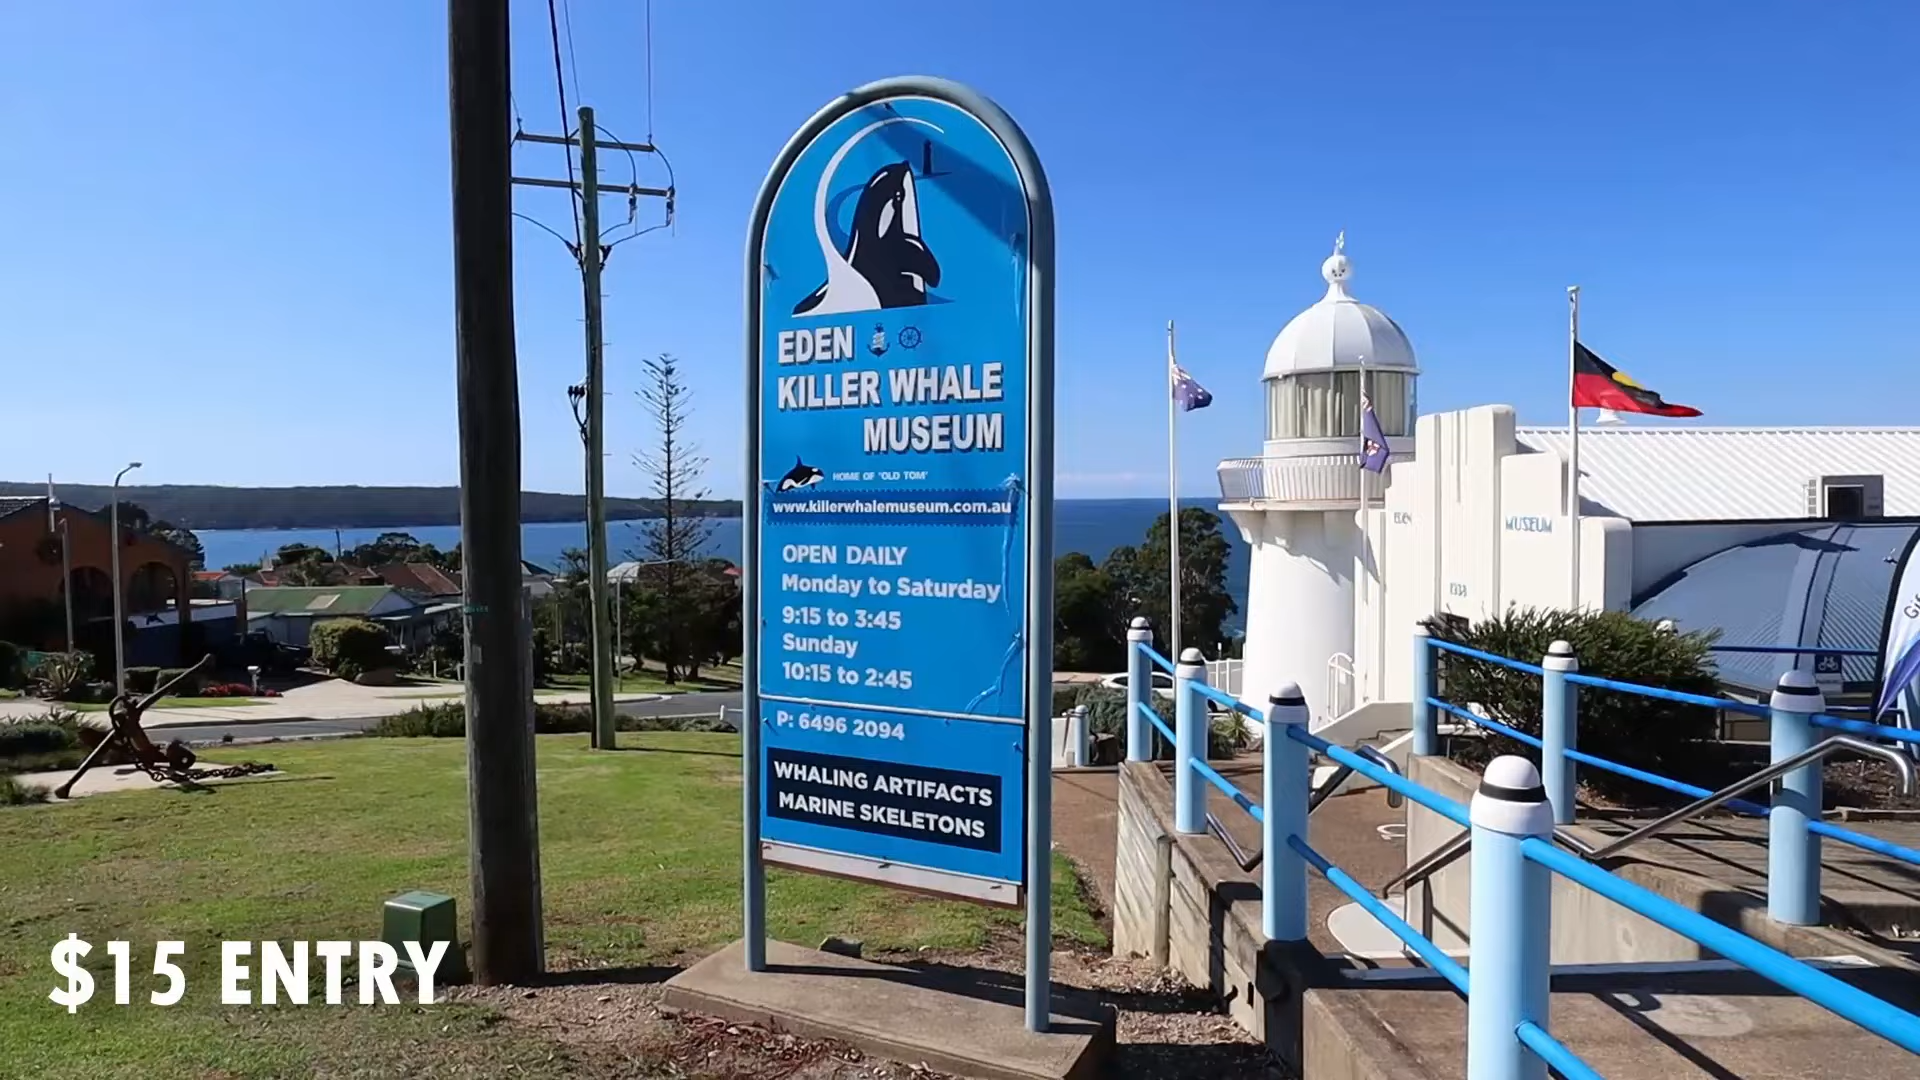 EDEN
KILLER WHALE
MUSEUM
HOME OF "OLD TOM"
www.killerwhalemuseum.com.au
OPEN DAILY
Monday to Saturday
9:15 to 3:45
Sunday
10:15 to 2:45
P: 6496 2094
WHALING ARTIFACTS
MARINE SKELETONS
EDEN
MUSEUM
$15 ENTRY